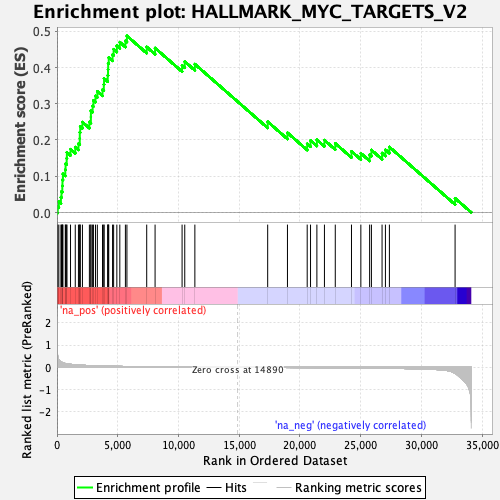 Enrichment plot: HALLMARK_MYC_TARGETS_V2
Enrichment score (ES)
0.5
0.4
0.3
0.2
0.1
0.0
'na_pos' (positively correlated)
Ranked list metric (PreRanked)
2
1
0
-1
-2
Zero cross at 14890
'na_neg' (negatively correlated)
0 5,000 10,000 15,000 20,000 25,000 30,000 35,000
Rank in Ordered Dataset
Enrichment profile Hits Ranking metric scores